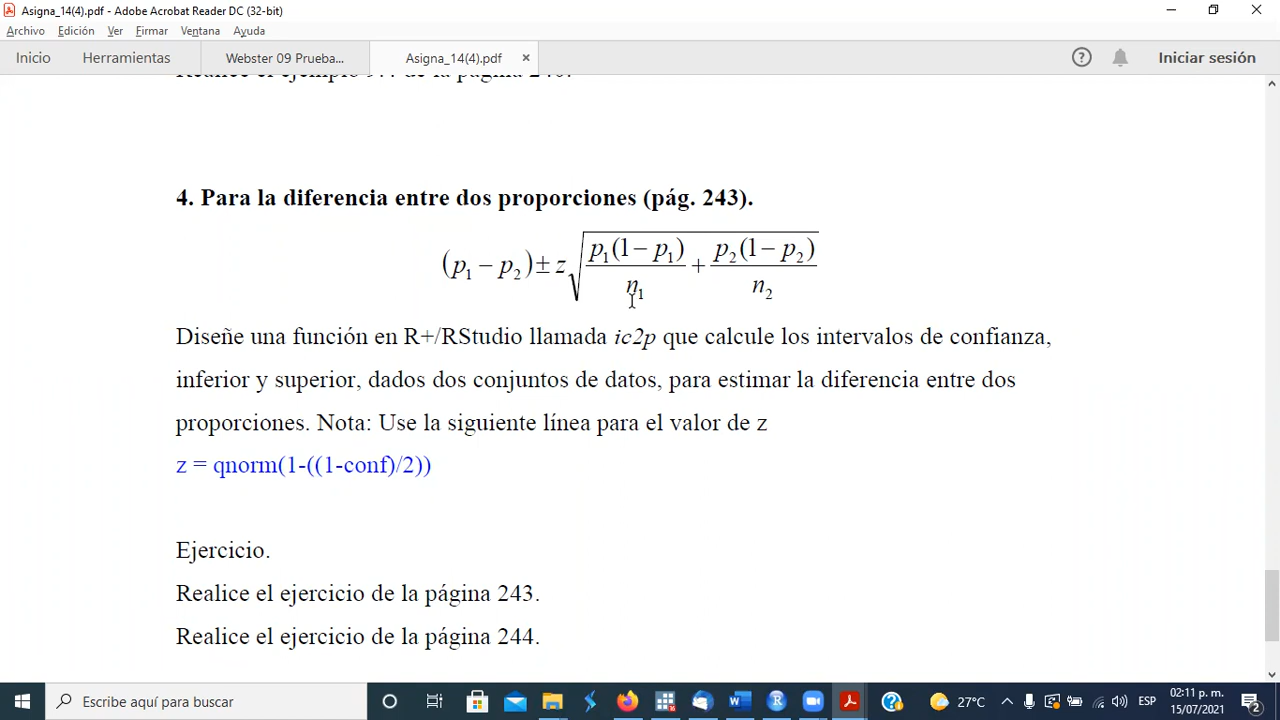 Asigna_14(4).pdf - Adobe Acrobat Reader DC (32-bit)
Archivo Edición Ver Firmar Ventana Ayuda
Inicio Herramientas Webster 09 Prueba... Asigna_14(4).pdf × Iniciar sesión
4. Para la diferencia entre dos proporciones (pág. 243).
(p₁ − p₂) ± z√(p₁(1 − p₁)/n₁ + p₂(1 − p₂)/n₂)
Diseñe una función en R+/RStudio llamada ic2p que calcule los intervalos de confianza,
inferior y superior, dados dos conjuntos de datos, para estimar la diferencia entre dos
proporciones. Nota: Use la siguiente línea para el valor de z
z = qnorm(1-((1-conf)/2))
Ejercicio.
Realice el ejercicio de la página 243.
Realice el ejercicio de la página 244.
Escribe aquí para buscar
27°C
ESP
02:11 p. m.
15/07/2021
2